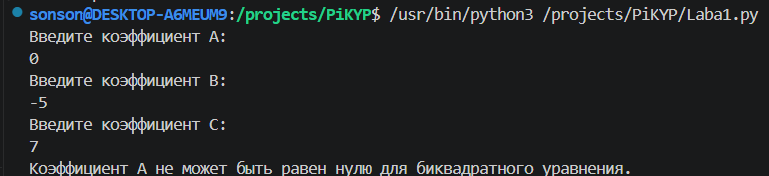 sonson@DESKTOP-A6MEUM9:/projects/PiKYP$ /usr/bin/python3 /projects/PiKYP/Laba1.py
Введите коэффициент A:
0
Введите коэффициент B:
-5
Введите коэффициент C:
7
Коэффициент A не может быть равен нулю для биквадратного уравнения.